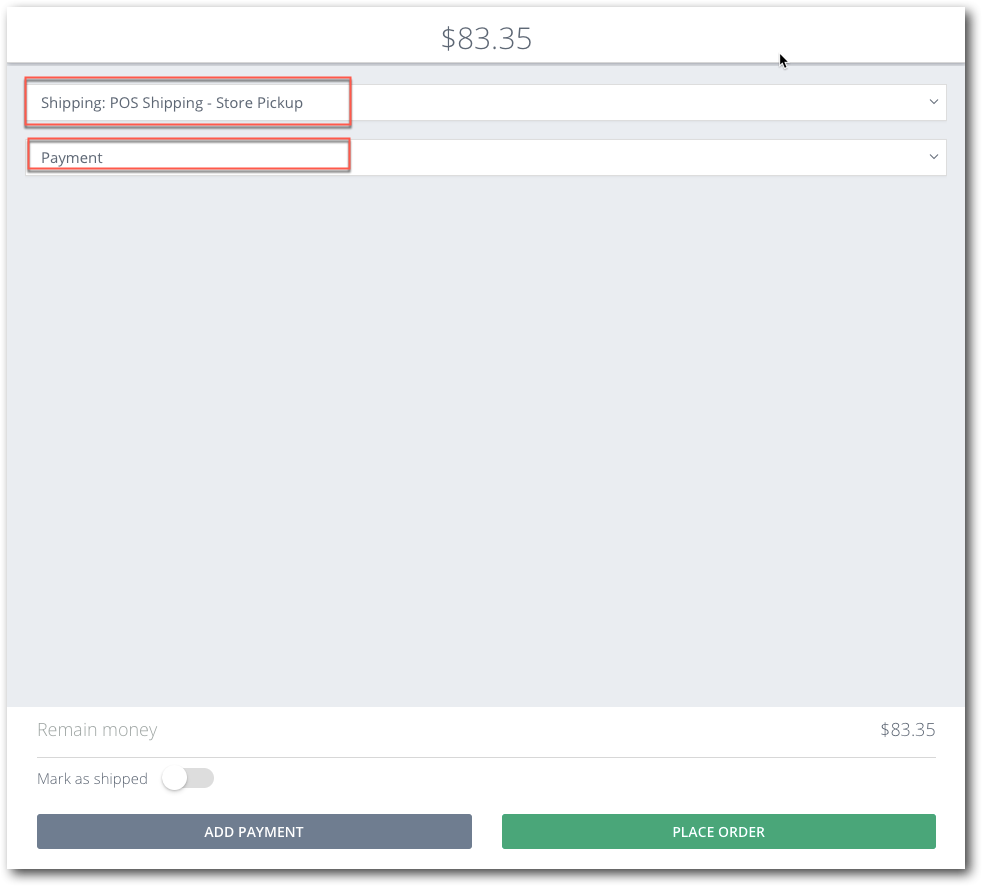 $83.35
Shipping: POS Shipping - Store Pickup
Payment
Remain money $83.35
Mark as shipped
ADD PAYMENT PLACE ORDER